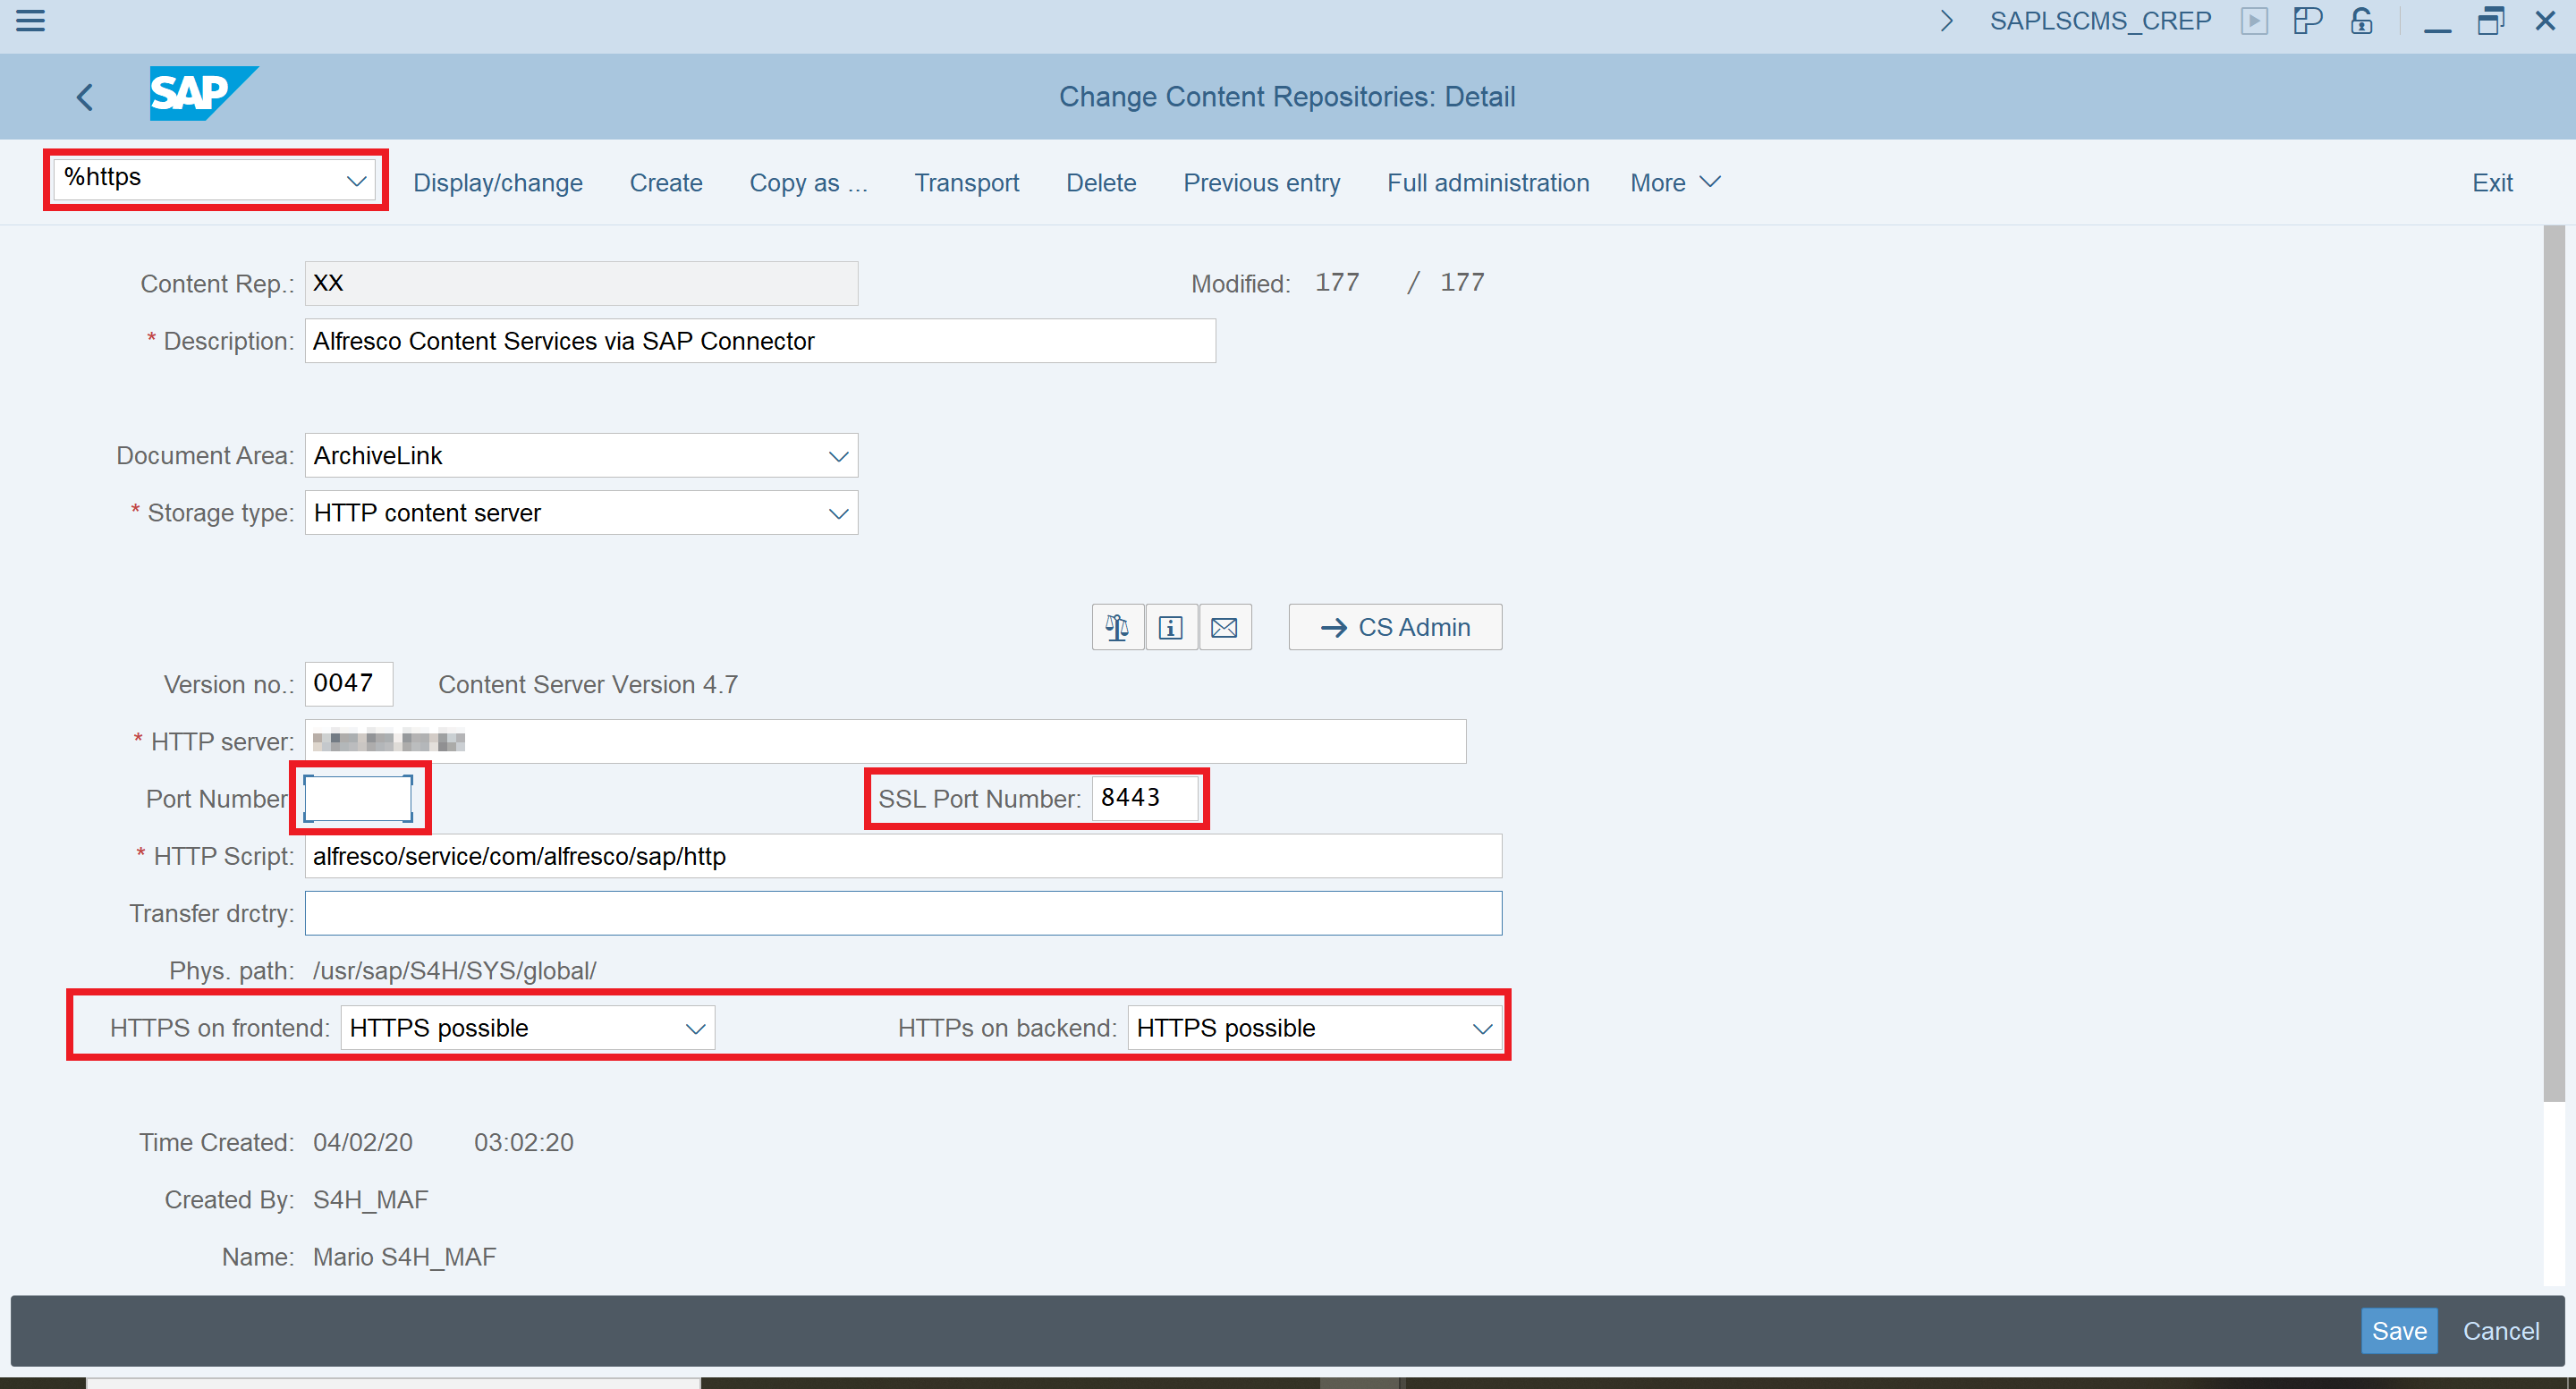 SAPLSCMS_CREP
SAP
Change Content Repositories: Detail
%https Display/change Create Copy as ... Transport Delete Previous entry Full administration More Exit
Content Rep.: XX Modified: 177 / 177
* Description: Alfresco Content Services via SAP Connector
Document Area: ArchiveLink
* Storage type: HTTP content server
CS Admin
Version no.: 0047 Content Server Version 4.7
* HTTP server:
Port Number SSL Port Number: 8443
* HTTP Script: alfresco/service/com/alfresco/sap/http
Transfer drctry:
Phys. path: /usr/sap/S4H/SYS/global/
HTTPS on frontend: HTTPS possible HTTPs on backend: HTTPS possible
Time Created: 04/02/20 03:02:20
Created By: S4H_MAF
Name: Mario S4H_MAF
Save Cancel